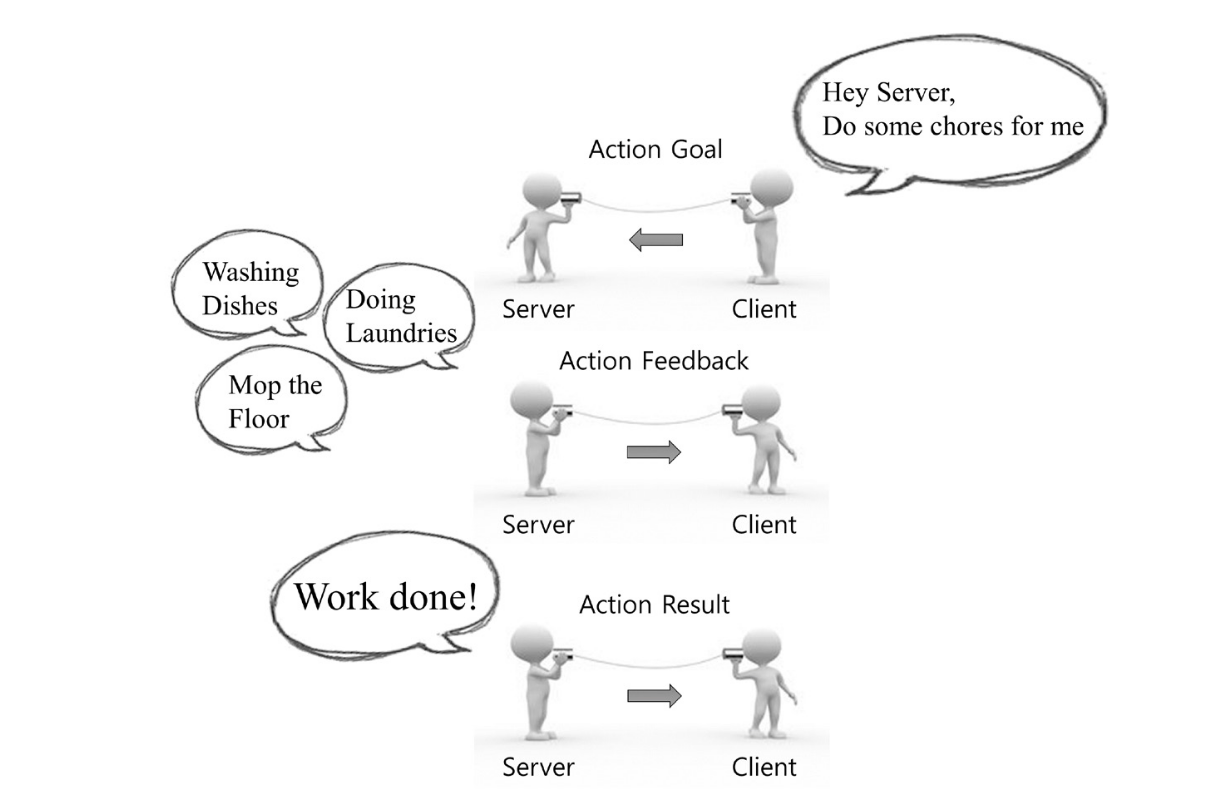 Hey Server,
Do some chores for me
Action Goal
Server
Client
Washing
Dishes
Doing
Laundries
Mop the
Floor
Action Feedback
Server
Client
Work done!
Action Result
Server
Client